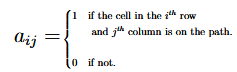 1 if the cell in the i^th row
and j^th column is on the path.
a_ij =
0 if not.